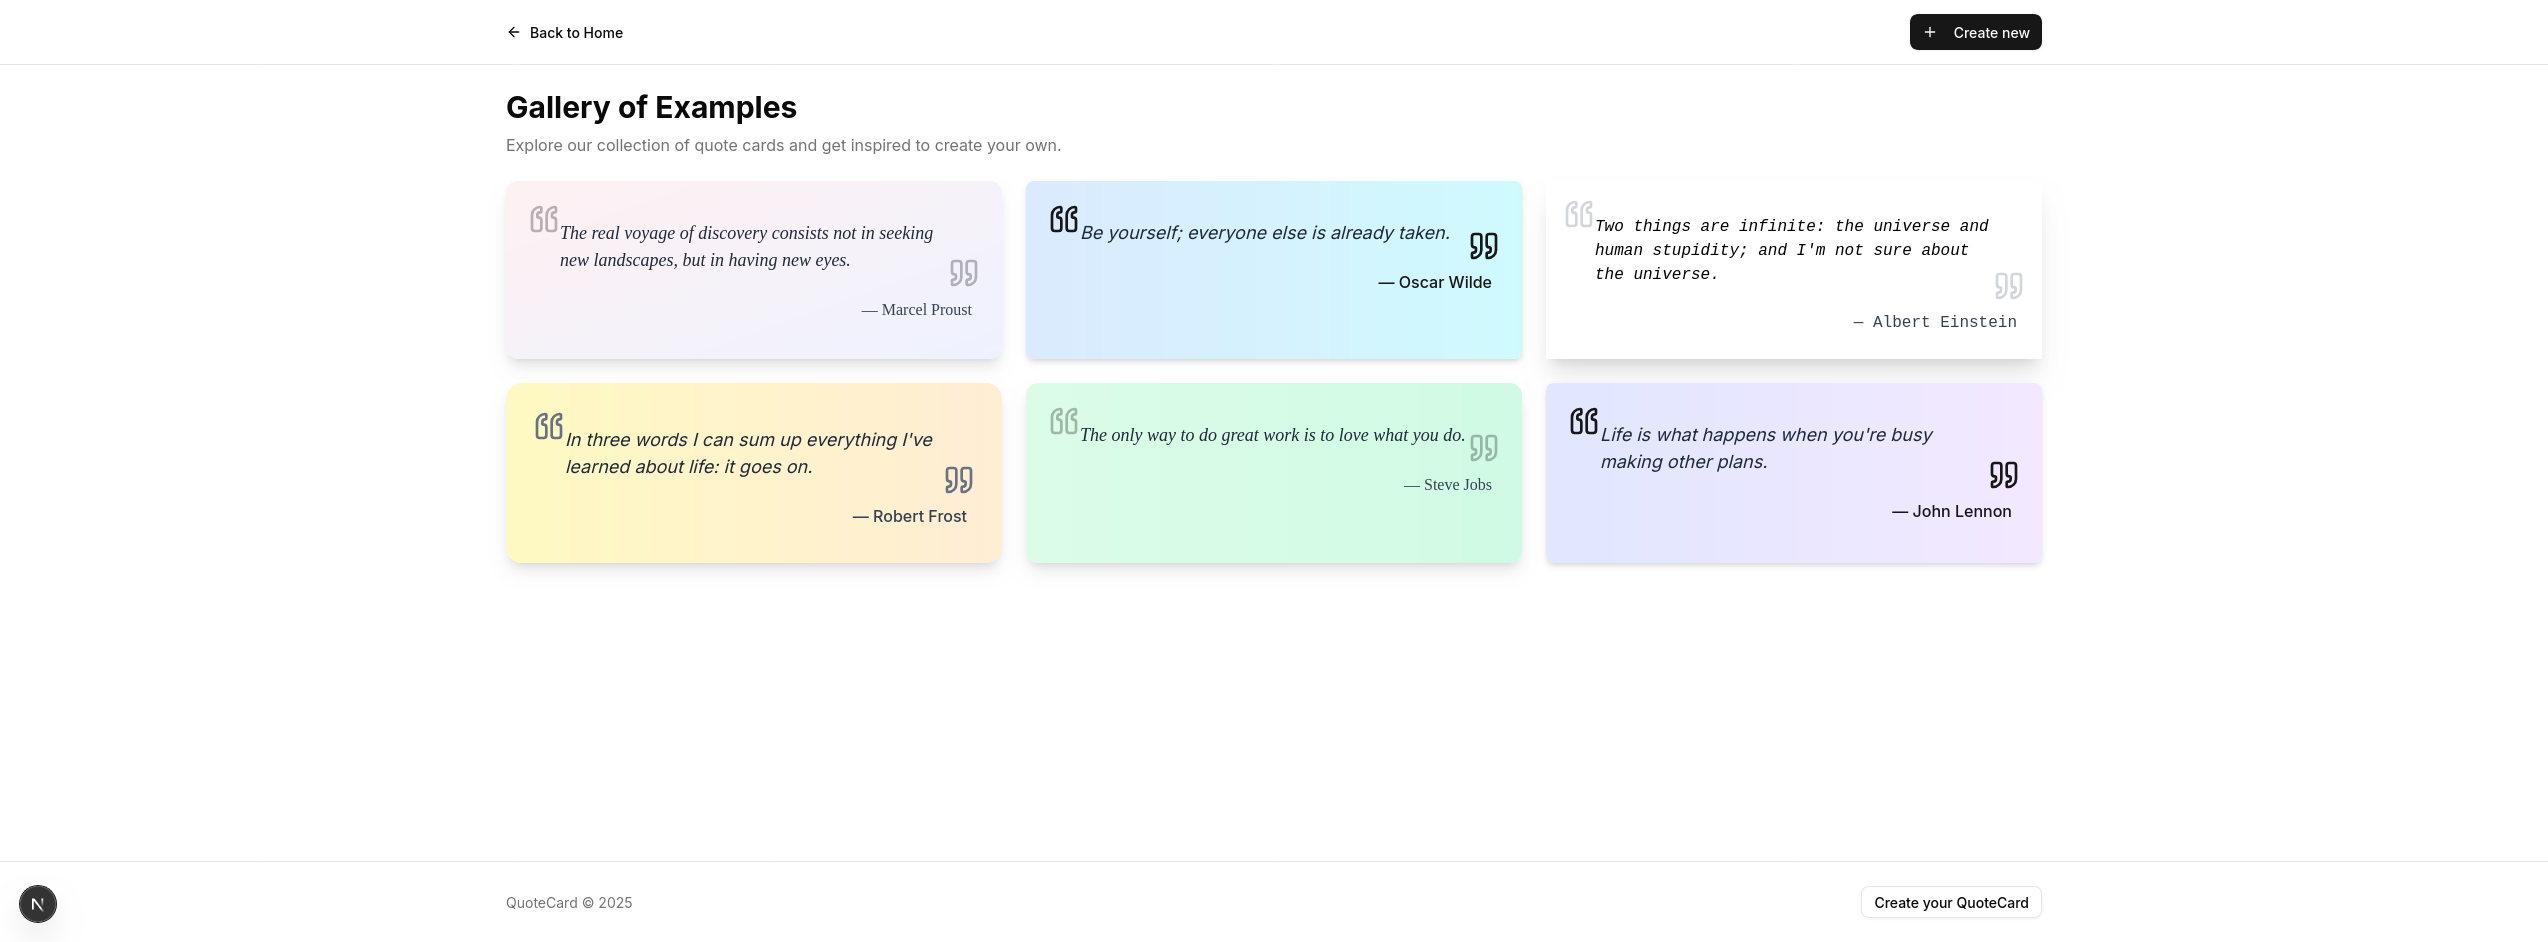 Back to Home
Create new
Gallery of Examples
Explore our collection of quote cards and get inspired to create your own.
The real voyage of discovery consists not in seeking
new landscapes, but in having new eyes.
— Marcel Proust
Be yourself; everyone else is already taken.
— Oscar Wilde
Two things are infinite: the universe and
human stupidity; and I'm not sure about
the universe.
— Albert Einstein
In three words I can sum up everything I've
learned about life: it goes on.
— Robert Frost
The only way to do great work is to love what you do.
— Steve Jobs
Life is what happens when you're busy
making other plans.
— John Lennon
N
QuoteCard © 2025
Create your QuoteCard